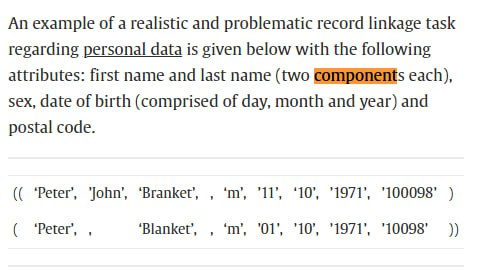 An example of a realistic and problematic record linkage task
regarding personal data is given below with the following
attributes: first name and last name (two components each),
sex, date of birth (comprised of day, month and year) and
postal code.
(( ‘Peter’, ’John’, ‘Branket’, , ‘m’, ’11’, ‘10’, ’1971’, ’100098’ )
( ‘Peter’, , ‘Blanket’, , ‘m’, ’01’, ’10’, ’1971’, ’10098’ ))